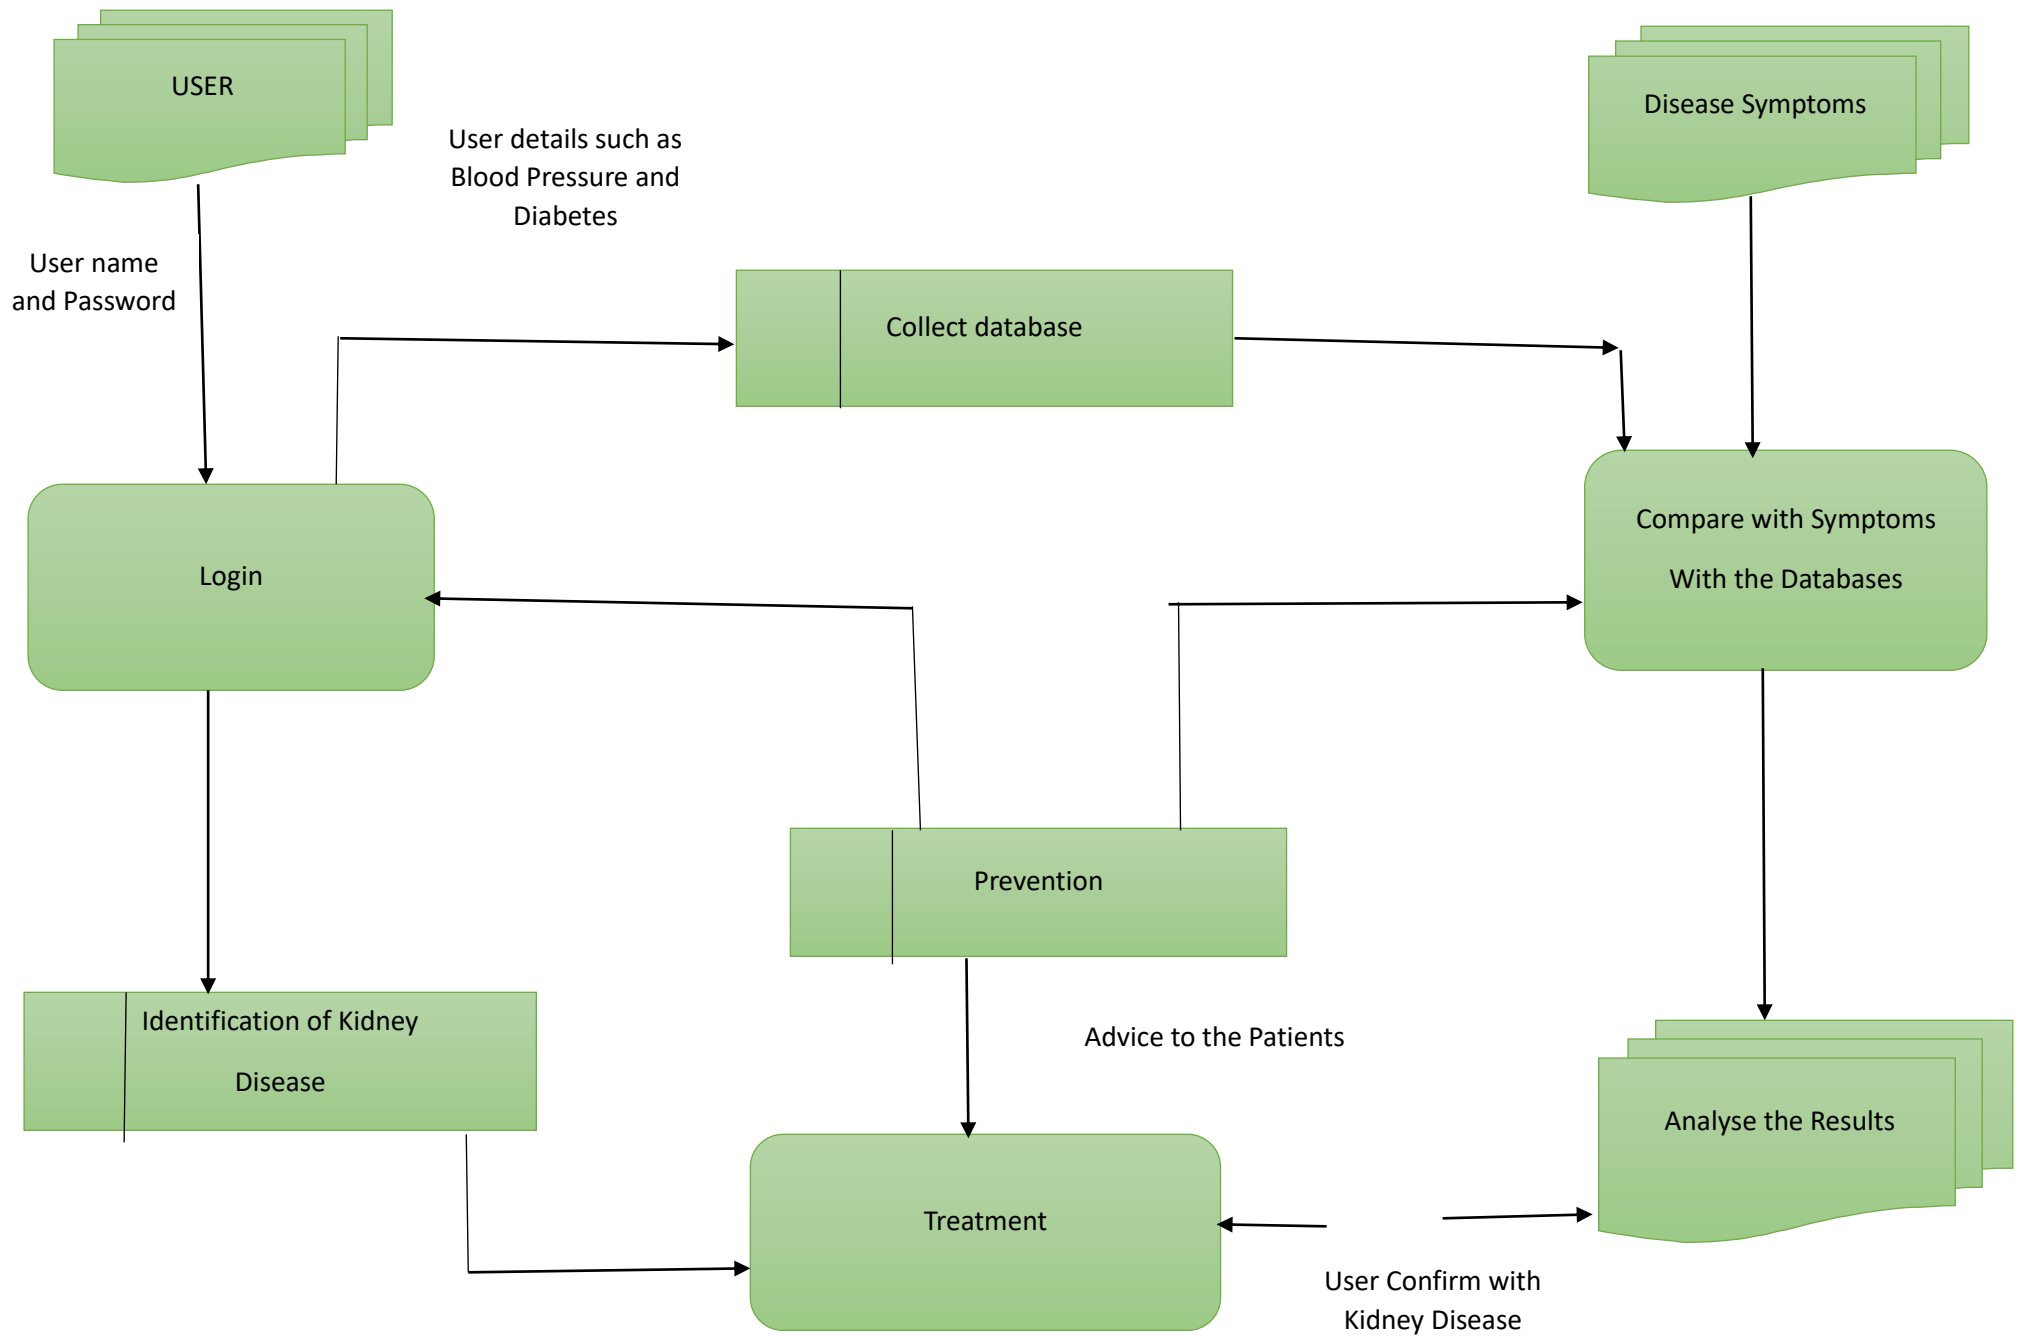 USER
Disease Symptoms
User details such as
Blood Pressure and
Diabetes
User name
and Password
Collect database
Compare with Symptoms
With the Databases
Login
Prevention
Identification of Kidney
Disease
Advice to the Patients
Analyse the Results
Treatment
User Confirm with
Kidney Disease